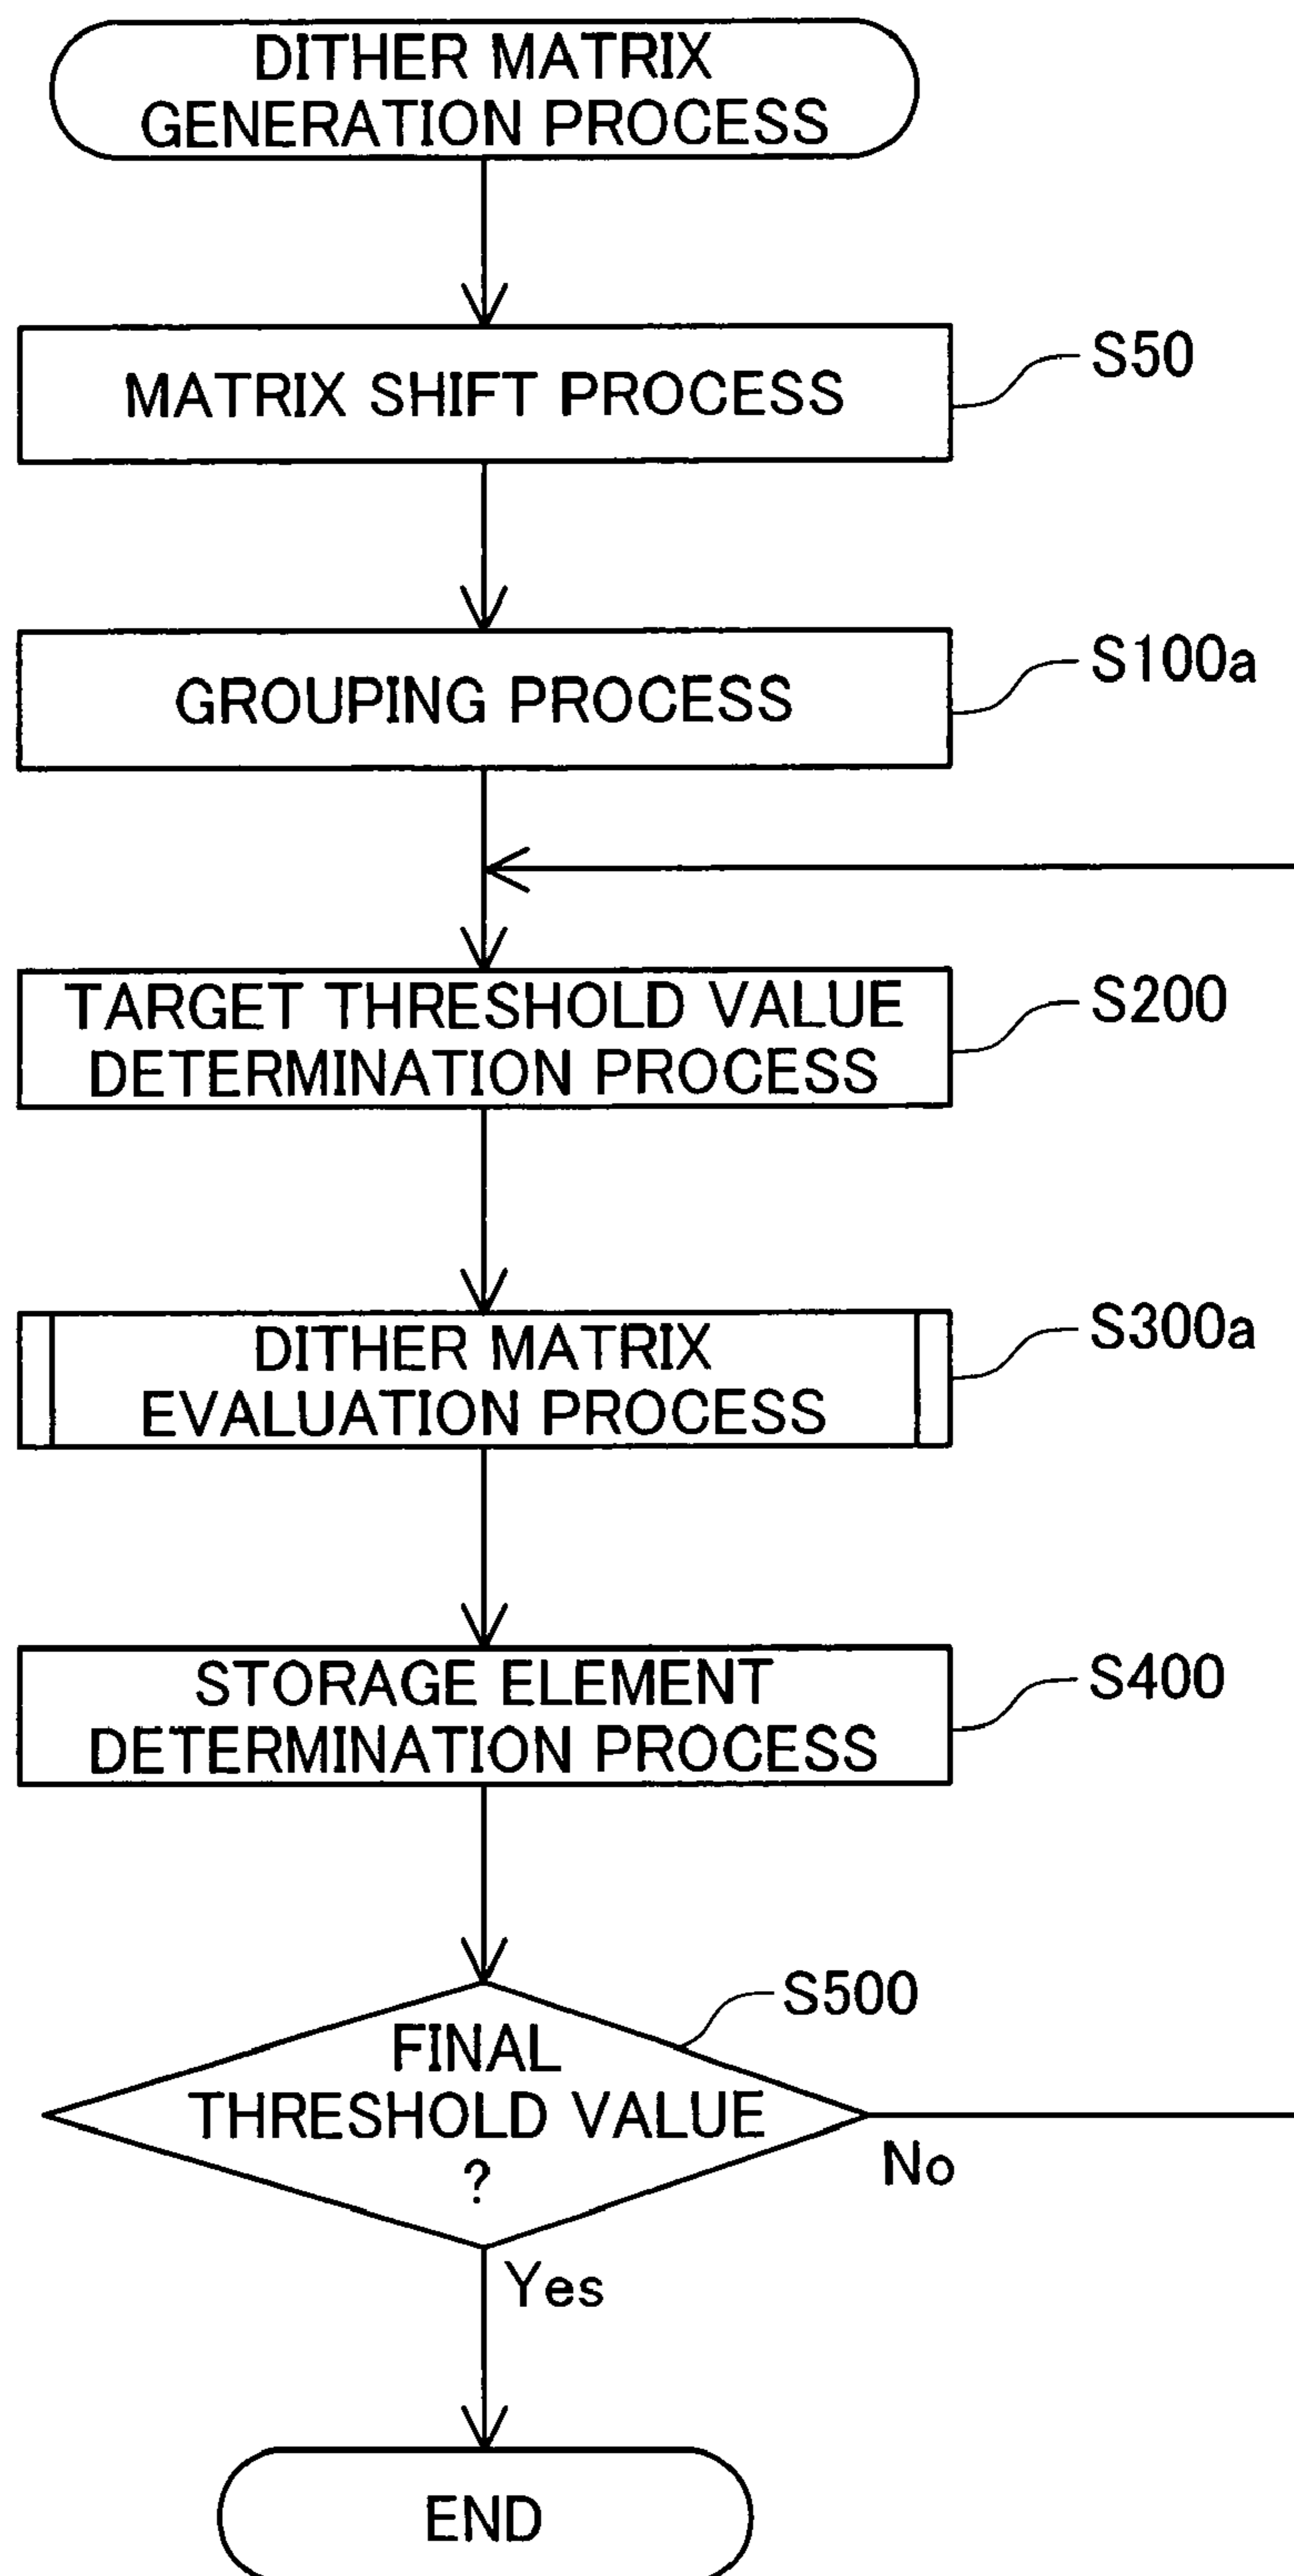 DITHER MATRIX
GENERATION PROCESS
MATRIX SHIFT PROCESS
S50
GROUPING PROCESS
S100a
TARGET THRESHOLD VALUE
DETERMINATION PROCESS
S200
DITHER MATRIX
EVALUATION PROCESS
S300a
STORAGE ELEMENT
DETERMINATION PROCESS
S400
S500
FINAL
THRESHOLD VALUE
?
No
Yes
END